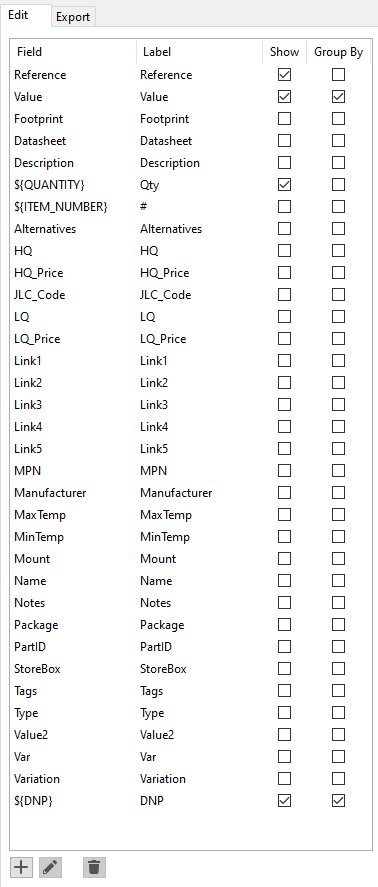 Edit Export
Field Label Show Group By
Reference Reference
Value Value
Footprint Footprint
Datasheet Datasheet
Description Description
${QUANTITY} Qty
${ITEM_NUMBER} #
Alternatives Alternatives
HQ HQ
HQ_Price HQ_Price
JLC_Code JLC_Code
LQ LQ
LQ_Price LQ_Price
Link1 Link1
Link2 Link2
Link3 Link3
Link4 Link4
Link5 Link5
MPN MPN
Manufacturer Manufacturer
MaxTemp MaxTemp
MinTemp MinTemp
Mount Mount
Name Name
Notes Notes
Package Package
PartID PartID
StoreBox StoreBox
Tags Tags
Type Type
Value2 Value2
Var Var
Variation Variation
${DNP} DNP